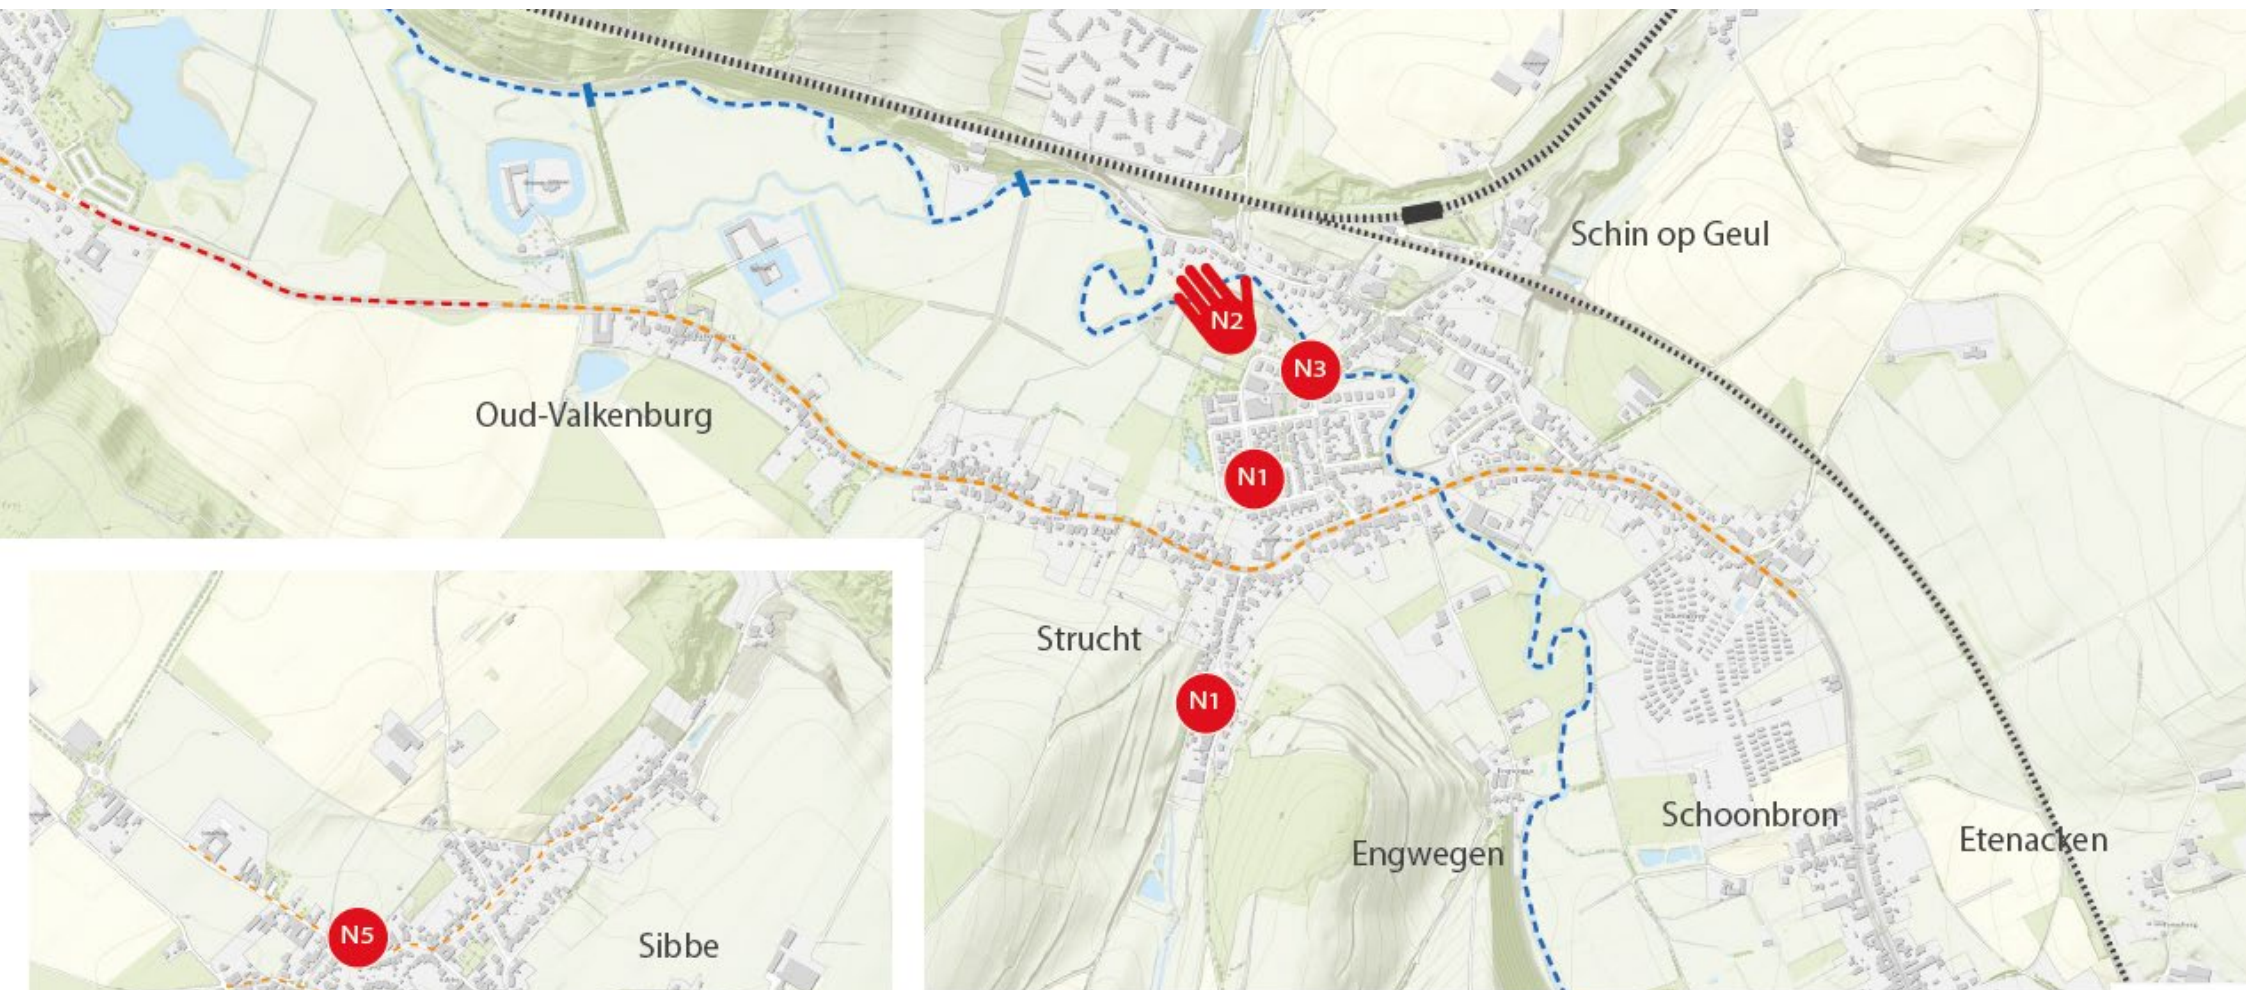 Schin op Geul
N2
N3
Oud-Valkenburg
N1
Strucht
N1
Schoonbron
Etenacken
Engwegen
N5
Sibbe